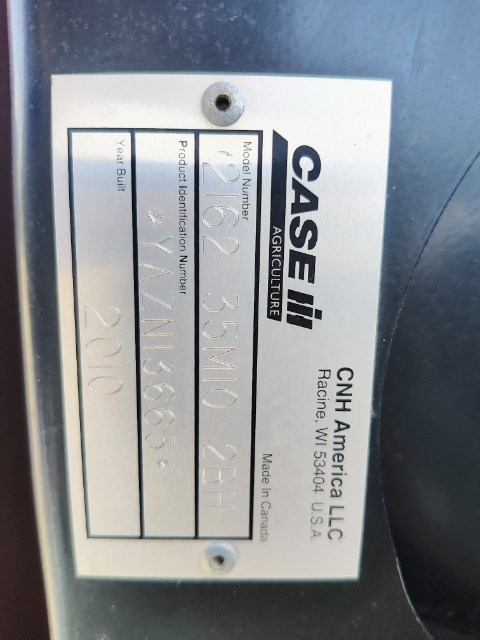 CASE IH
AGRICULTURE
CNH America LLC
Racine, WI 53404 U.S.A.
Made In Canada
Model Number
2162 35M10 2BH
Product Identification Number
*YAZN13665*
Year Built
2010